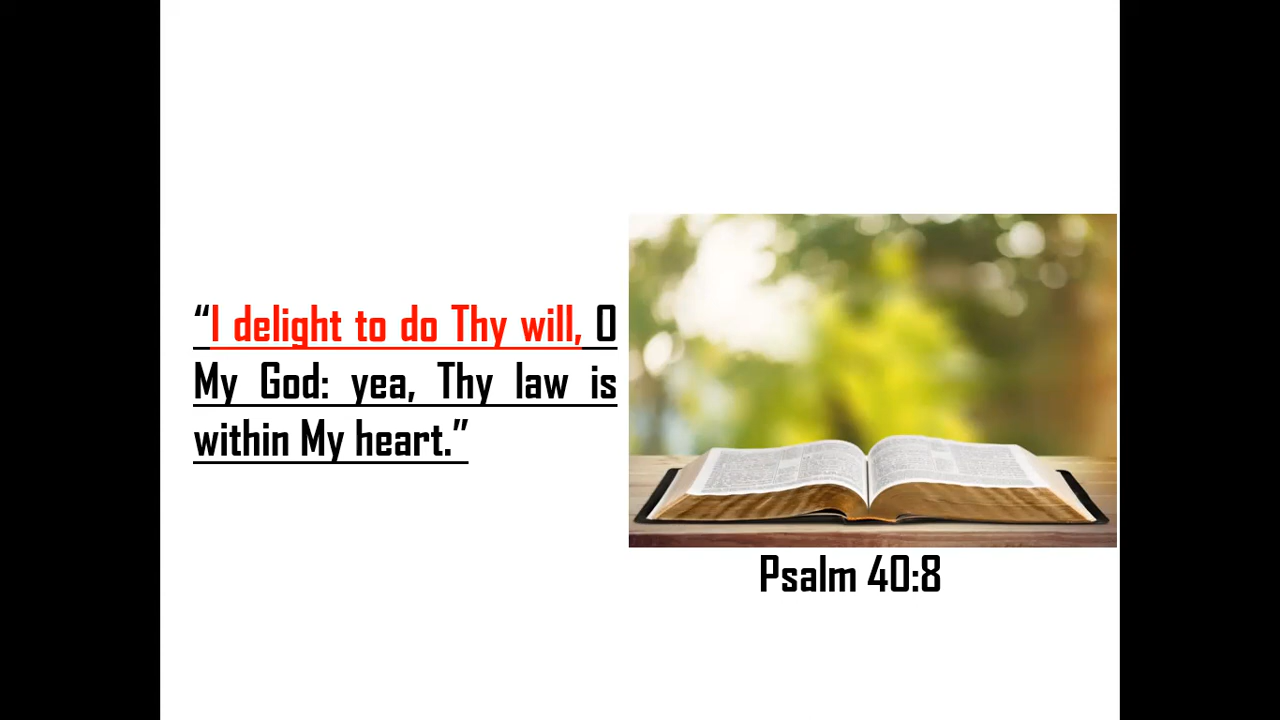 “I delight to do Thy will, O
My God: yea, Thy law is
within My heart.”
Psalm 40:8